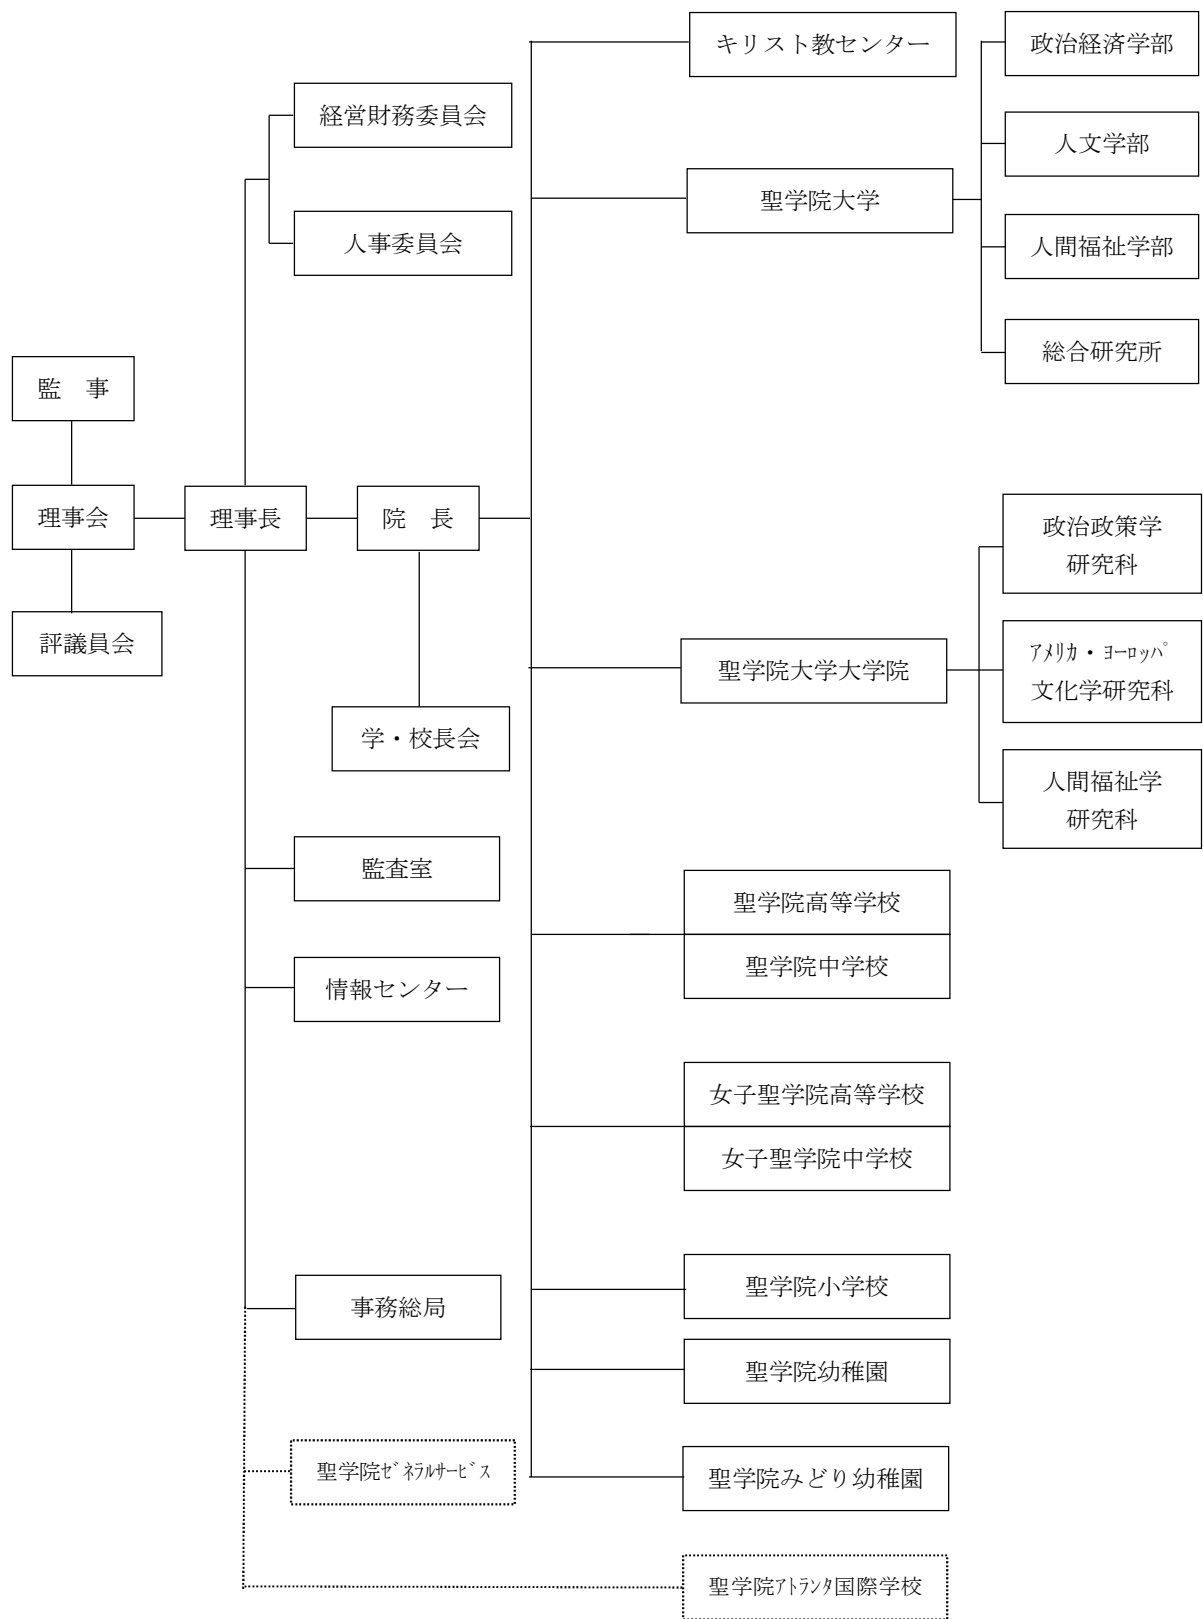 キリスト教センター
政治経済学部
経営財務委員会
人文学部
聖学院大学
人事委員会
人間福祉学部
総合研究所
監　事
理事会
理事長
院　長
政治政策学
研究科
評議員会
聖学院大学大学院
ｱﾒﾘｶ・ﾖｰﾛｯﾊﾟ
文化学研究科
学・校長会
人間福祉学
研究科
監査室
聖学院高等学校
聖学院中学校
情報センター
女子聖学院高等学校
女子聖学院中学校
聖学院小学校
事務総局
聖学院幼稚園
聖学院ｾﾞﾈﾗﾙｻｰﾋﾞｽ
聖学院みどり幼稚園
聖学院ｱﾄﾗﾝﾀ国際学校